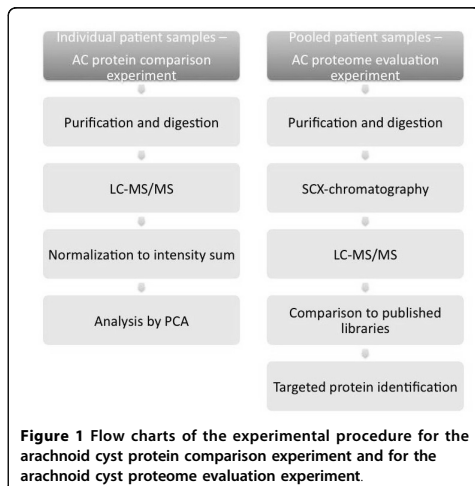 Individual patient samples –
AC protein comparison
experiment
Purification and digestion
LC-MS/MS
Normalization to intensity sum
Analysis by PCA
Pooled patient samples –
AC proteome evaluation
experiment
Purification and digestion
SCX-chromatography
LC-MS/MS
Comparison to published
libraries
Targeted protein identification
Figure 1 Flow charts of the experimental procedure for the
arachnoid cyst protein comparison experiment and for the
arachnoid cyst proteome evaluation experiment.